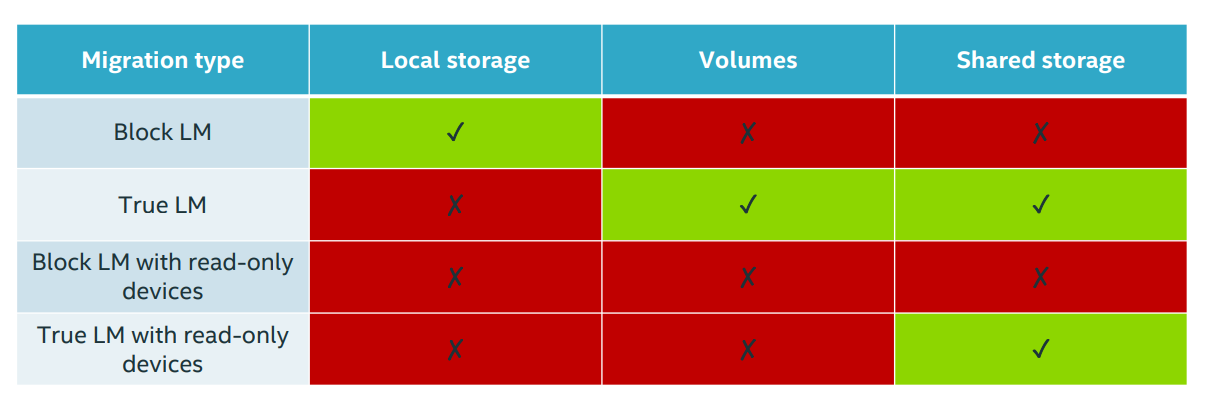 Migration type Local storage Volumes Shared storage
Block LM ✓ ✗ ✗
True LM ✗ ✓ ✓
Block LM with read-only
devices ✗ ✗ ✗
True LM with read-only
devices ✗ ✗ ✓